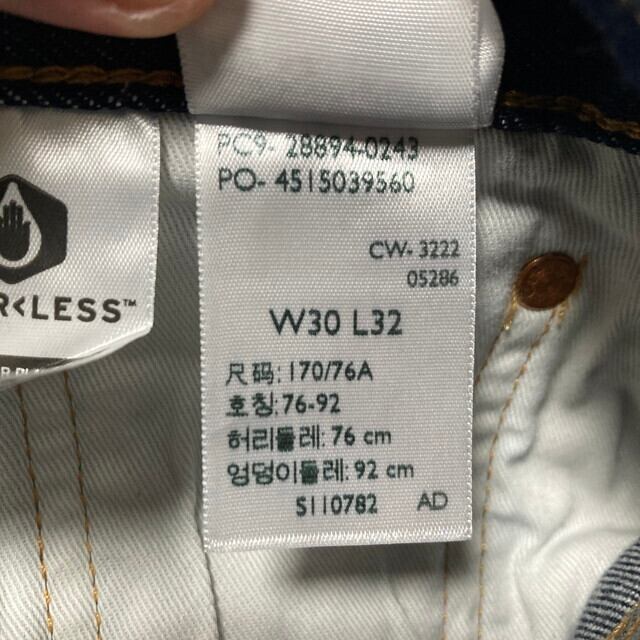 PC9- 28894-0243
PO- 4515039560
CW- 3222
05286
W30 L32
尺码: 170/76A
호칭: 76-92
허리둘레: 76 cm
엉덩이둘레: 92 cm
S110782 AD
R<LESS™